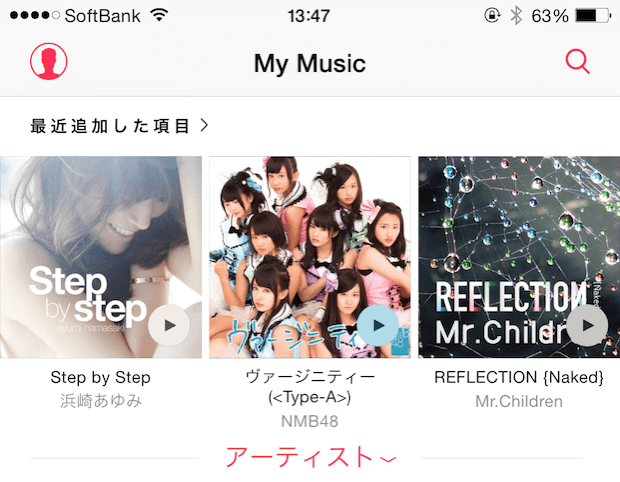 SoftBank 13:47 63%
My Music
最近追加した項目
Step
by step
ayumi hamasaki
ヴァージニティー
REFLECTION
{Naked}
Mr.Children
Step by Step
浜崎あゆみ
ヴァージニティー
(<Type-A>)
NMB48
REFLECTION {Naked}
Mr.Children
アーティスト